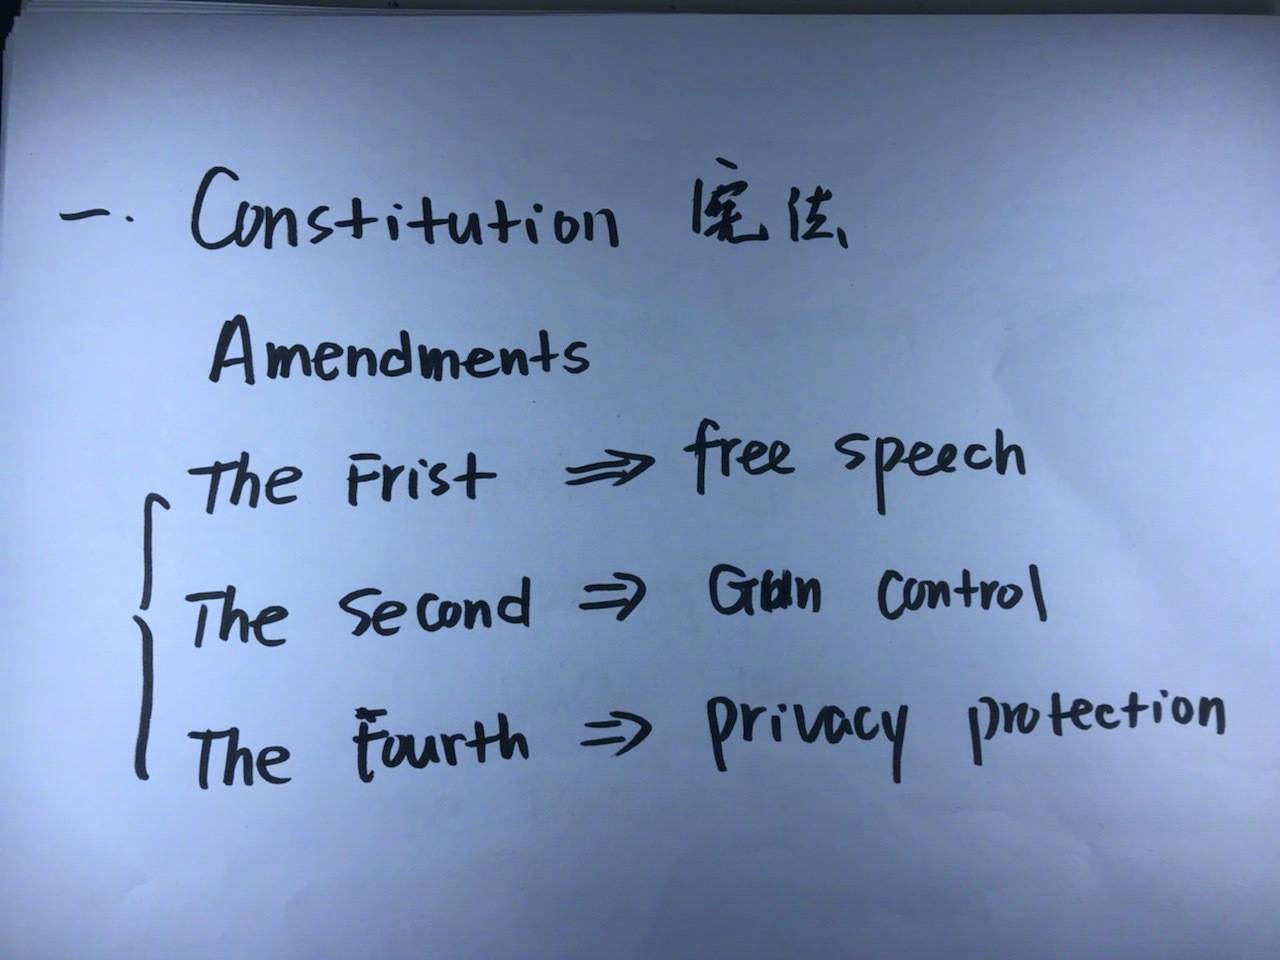 一. Constitution 宪法
Amendments
The Frist ⇒ free speech
The Second ⇒ Gun control
The Fourth ⇒ privacy protection